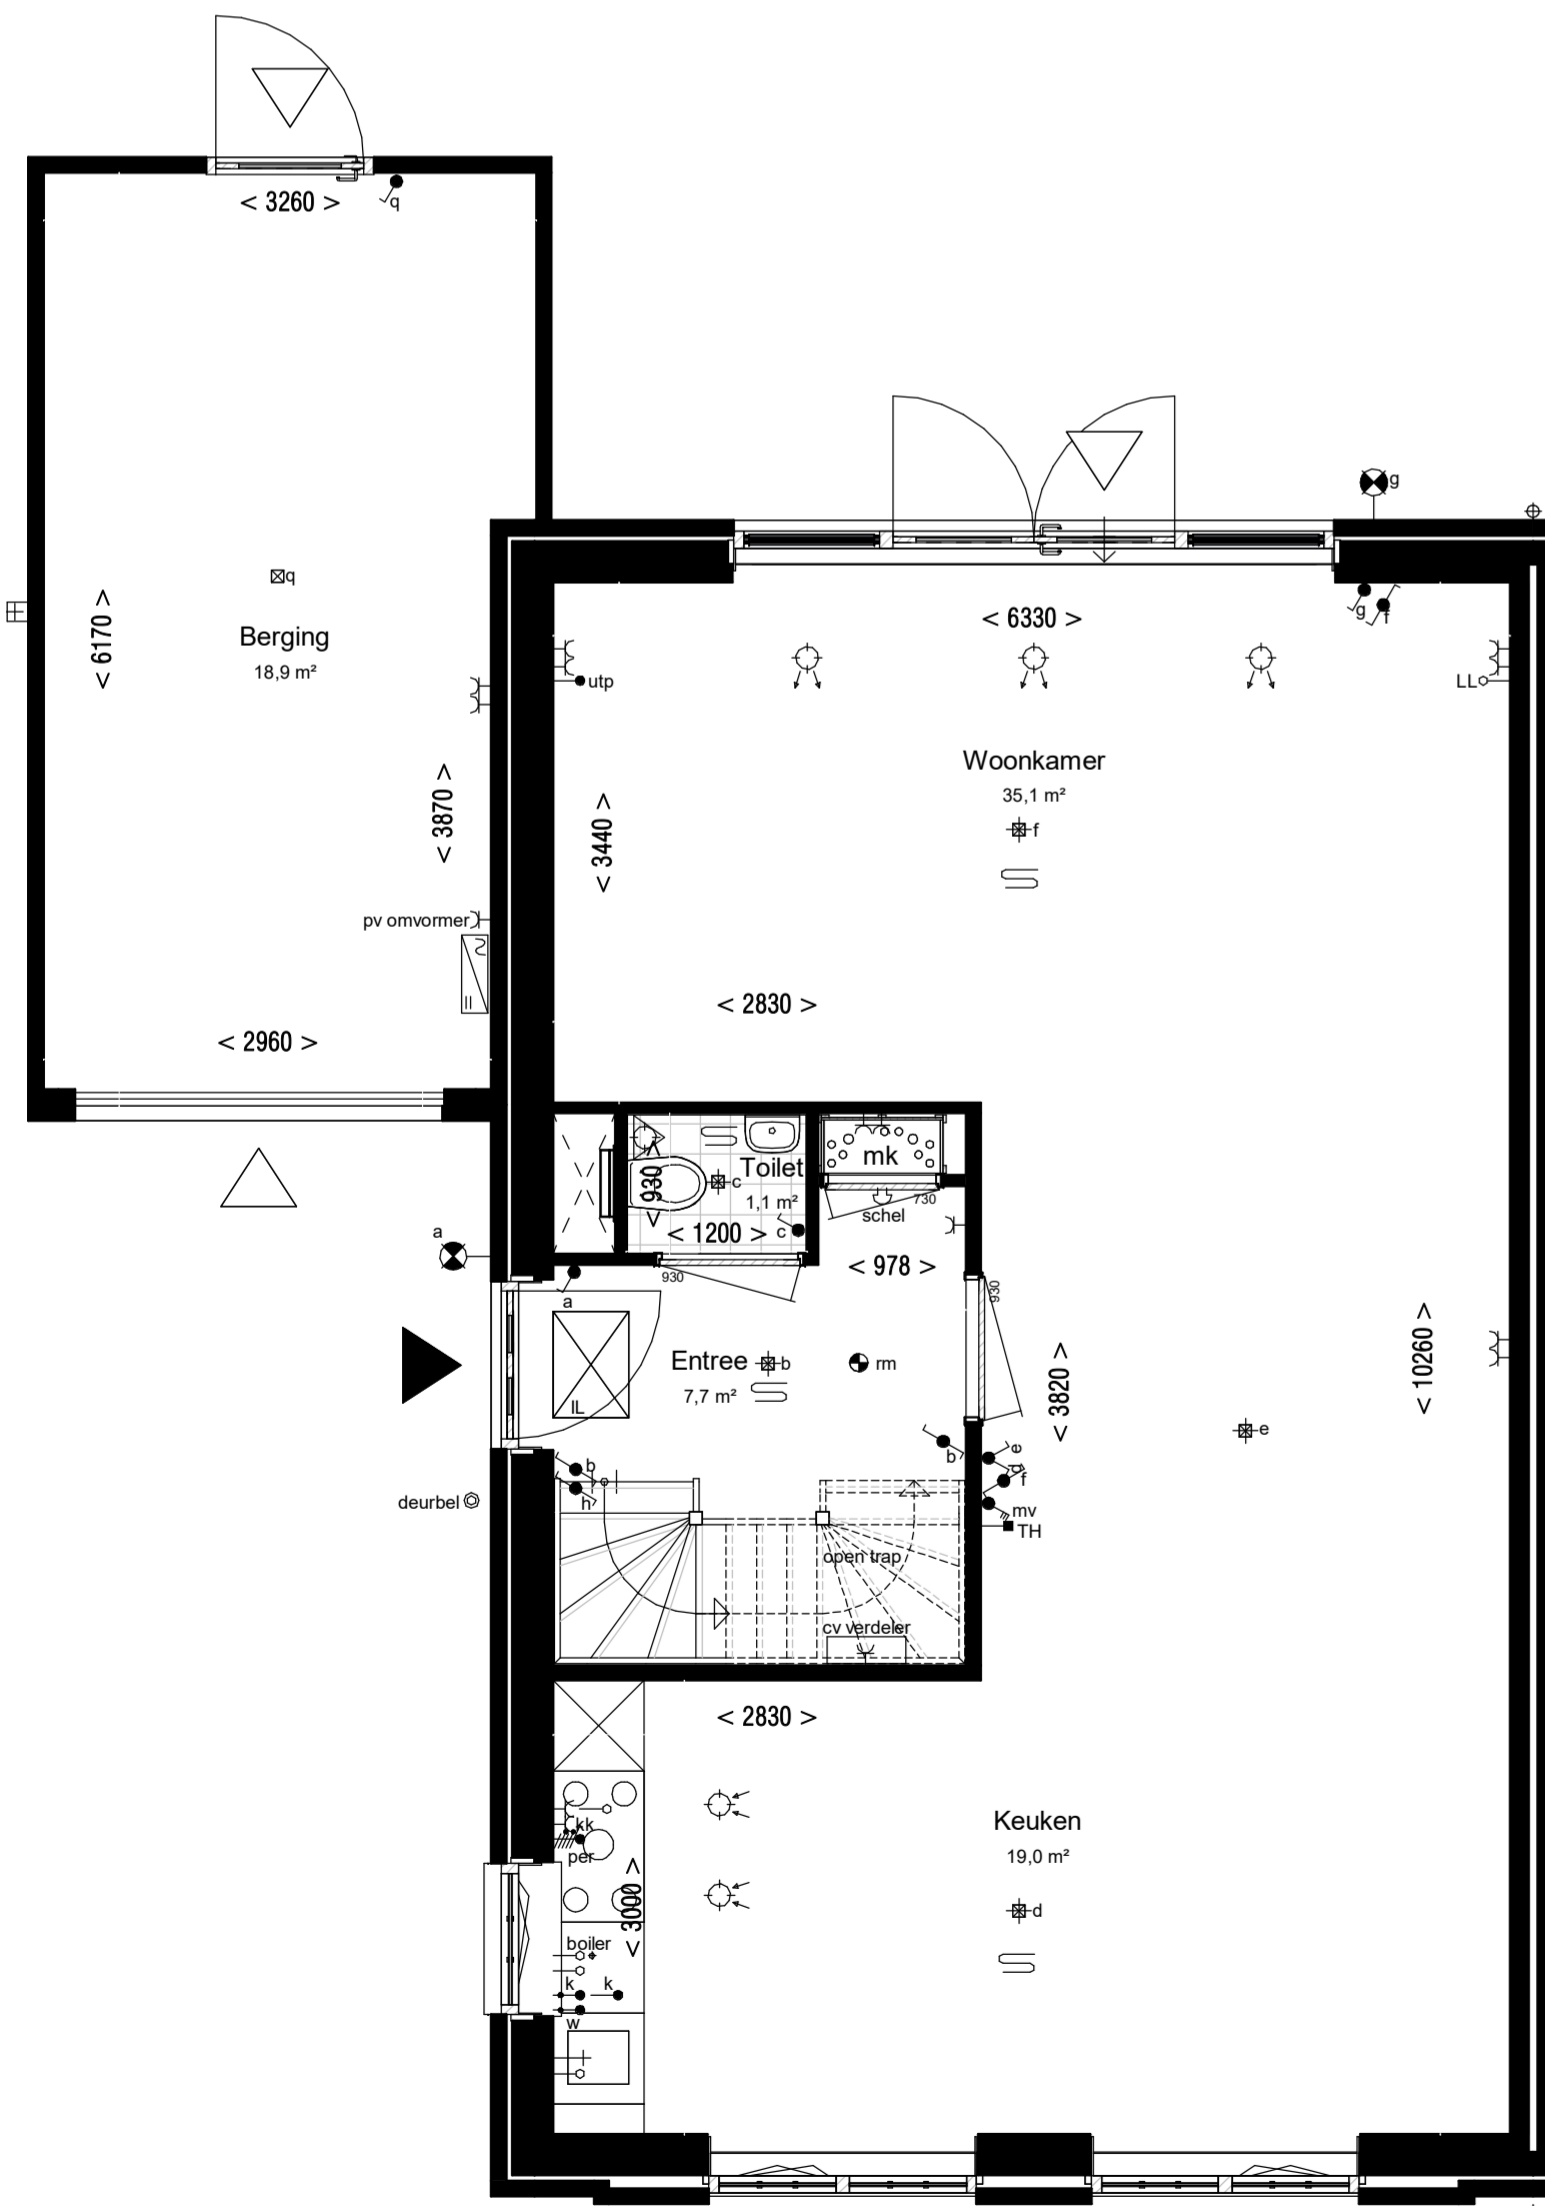 < 3260 >
q
g
q
Berging
18,9 m²
< 6170 >
< 6330 >
g
f
utp
LL
Woonkamer
35,1 m²
f
< 3870 >
< 3440 >
pv omvormer
< 2830 >
< 2960 >
mk
Toilet
c
1,1 m²
< 930 >
730
schel
< 1200 >
c
a
< 978 >
930
a
930
Entree
b
rm
7,7 m²
IL
< 3820 >
< 10260 >
e
b
h
b
e
d
f
mv
TH
deurbel
open trap
cv verdeler
< 2830 >
Keuken
19,0 m²
kk
per
< 3000 >
d
boiler
k
k
w